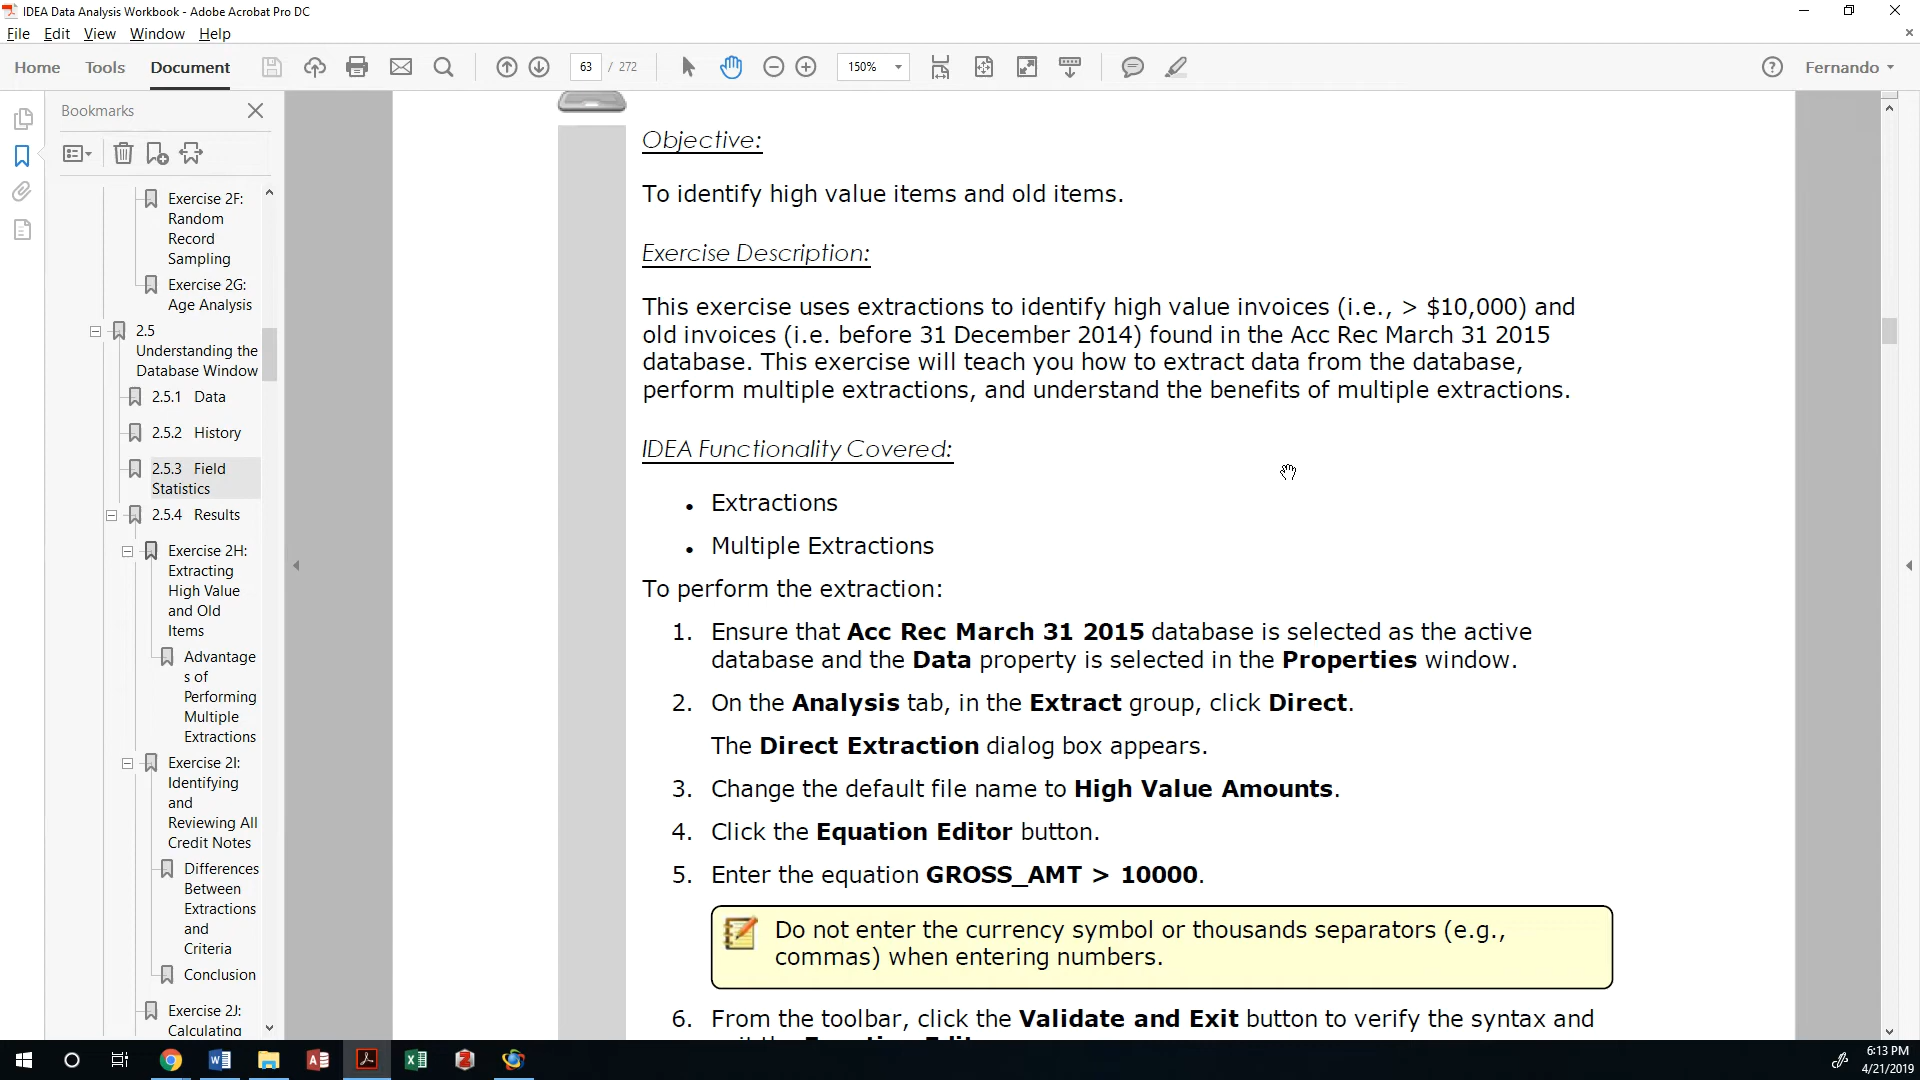 IDEA Data Analysis Workbook - Adobe Acrobat Pro DC
File Edit View Window Help
Home Tools Document 63 / 272 150% Fernando
Bookmarks
Exercise 2F:
Random
Record
Sampling
Exercise 2G:
Age Analysis
2.5
Understanding the
Database Window
2.5.1 Data
2.5.2 History
2.5.3 Field
Statistics
2.5.4 Results
Exercise 2H:
Extracting
High Value
and Old
Items
Advantage
s of
Performing
Multiple
Extractions
Exercise 2I:
Identifying
and
Reviewing All
Credit Notes
Differences
Between
Extractions
and
Criteria
Conclusion
Exercise 2J:
Calculating
Objective:
To identify high value items and old items.
Exercise Description:
This exercise uses extractions to identify high value invoices (i.e., > $10,000) and
old invoices (i.e. before 31 December 2014) found in the Acc Rec March 31 2015
database. This exercise will teach you how to extract data from the database,
perform multiple extractions, and understand the benefits of multiple extractions.
IDEA Functionality Covered:
• Extractions
• Multiple Extractions
To perform the extraction:
1. Ensure that Acc Rec March 31 2015 database is selected as the active
database and the Data property is selected in the Properties window.
2. On the Analysis tab, in the Extract group, click Direct.
The Direct Extraction dialog box appears.
3. Change the default file name to High Value Amounts.
4. Click the Equation Editor button.
5. Enter the equation GROSS_AMT > 10000.
Do not enter the currency symbol or thousands separators (e.g.,
commas) when entering numbers.
6. From the toolbar, click the Validate and Exit button to verify the syntax and
6:13 PM
4/21/2019